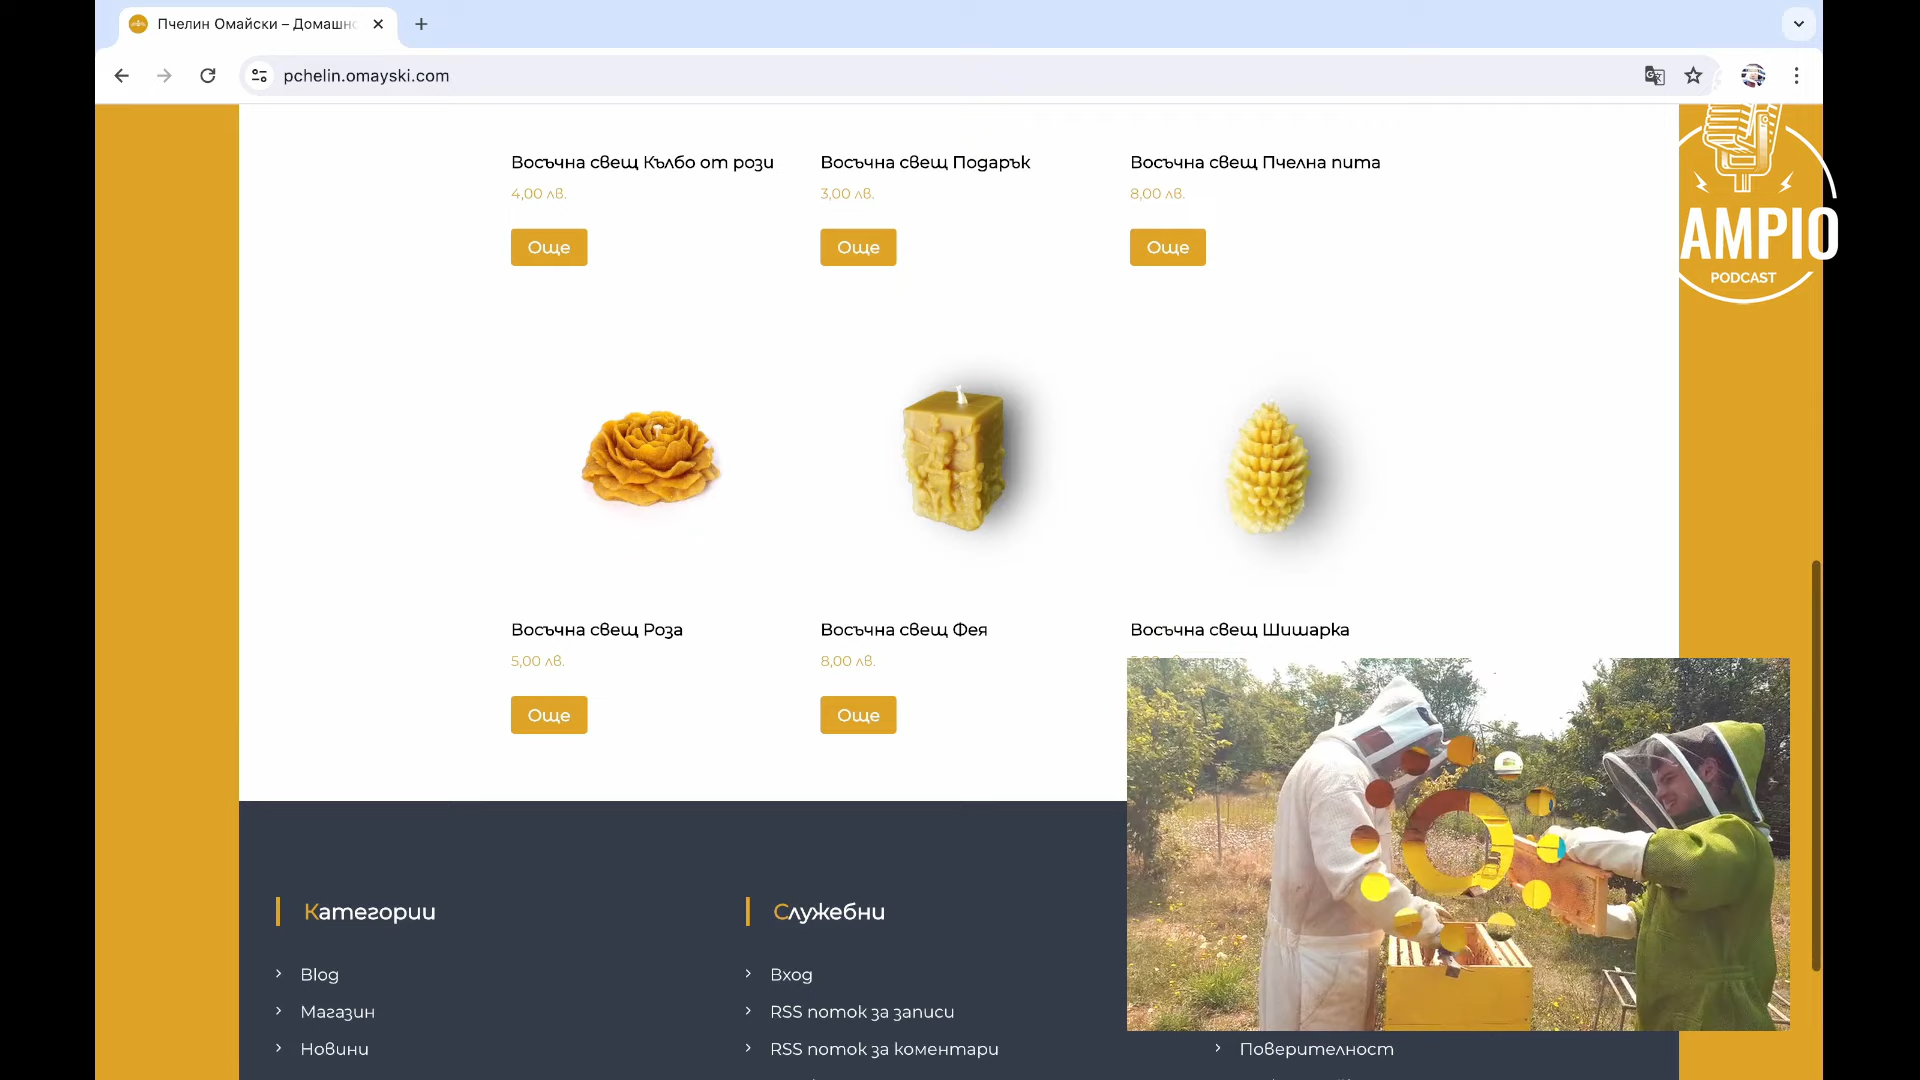 Пчелин Омайски – Домашно
pchelin.omayski.com
Восъчна свещ Кълбо от рози
Восъчна свещ Подарък
Восъчна свещ Пчелна пита
4,00 лв.
3,00 лв.
8,00 лв.
Още
Още
Още
AMPIO
PODCAST
Восъчна свещ Роза
Восъчна свещ Фея
Восъчна свещ Шишарка
5,00 лв.
8,00 лв.
Още
Още
Категории
Служебни
Blog
Вход
Магазин
RSS поток за записи
Новини
RSS поток за коментари
Поверителност